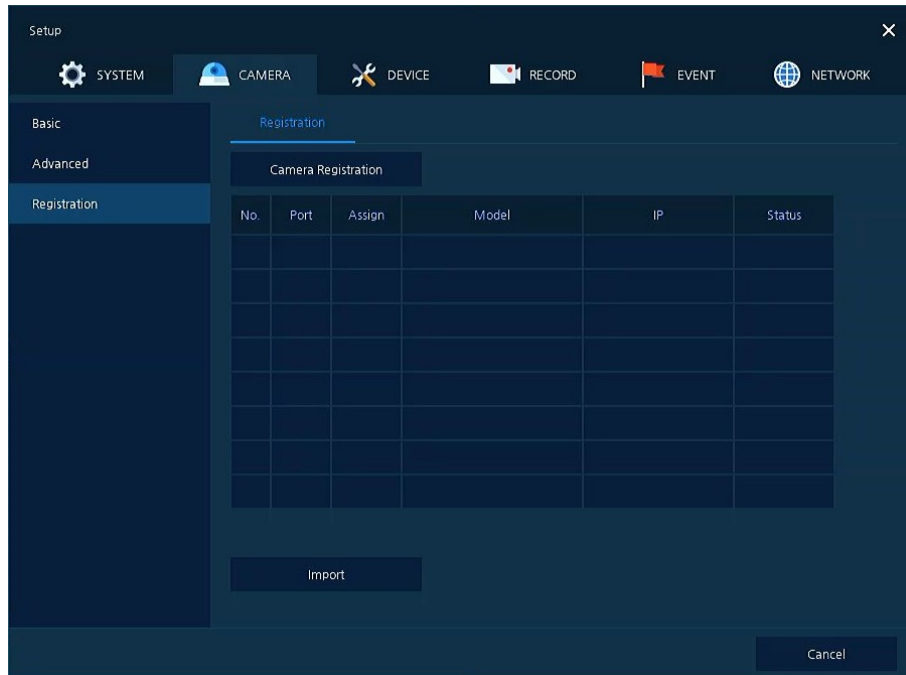 Setup
SYSTEM CAMERA DEVICE RECORD EVENT NETWORK
Basic
Advanced
Registration
Registration
Camera Registration
No. Port Assign Model IP Status
Import
Cancel